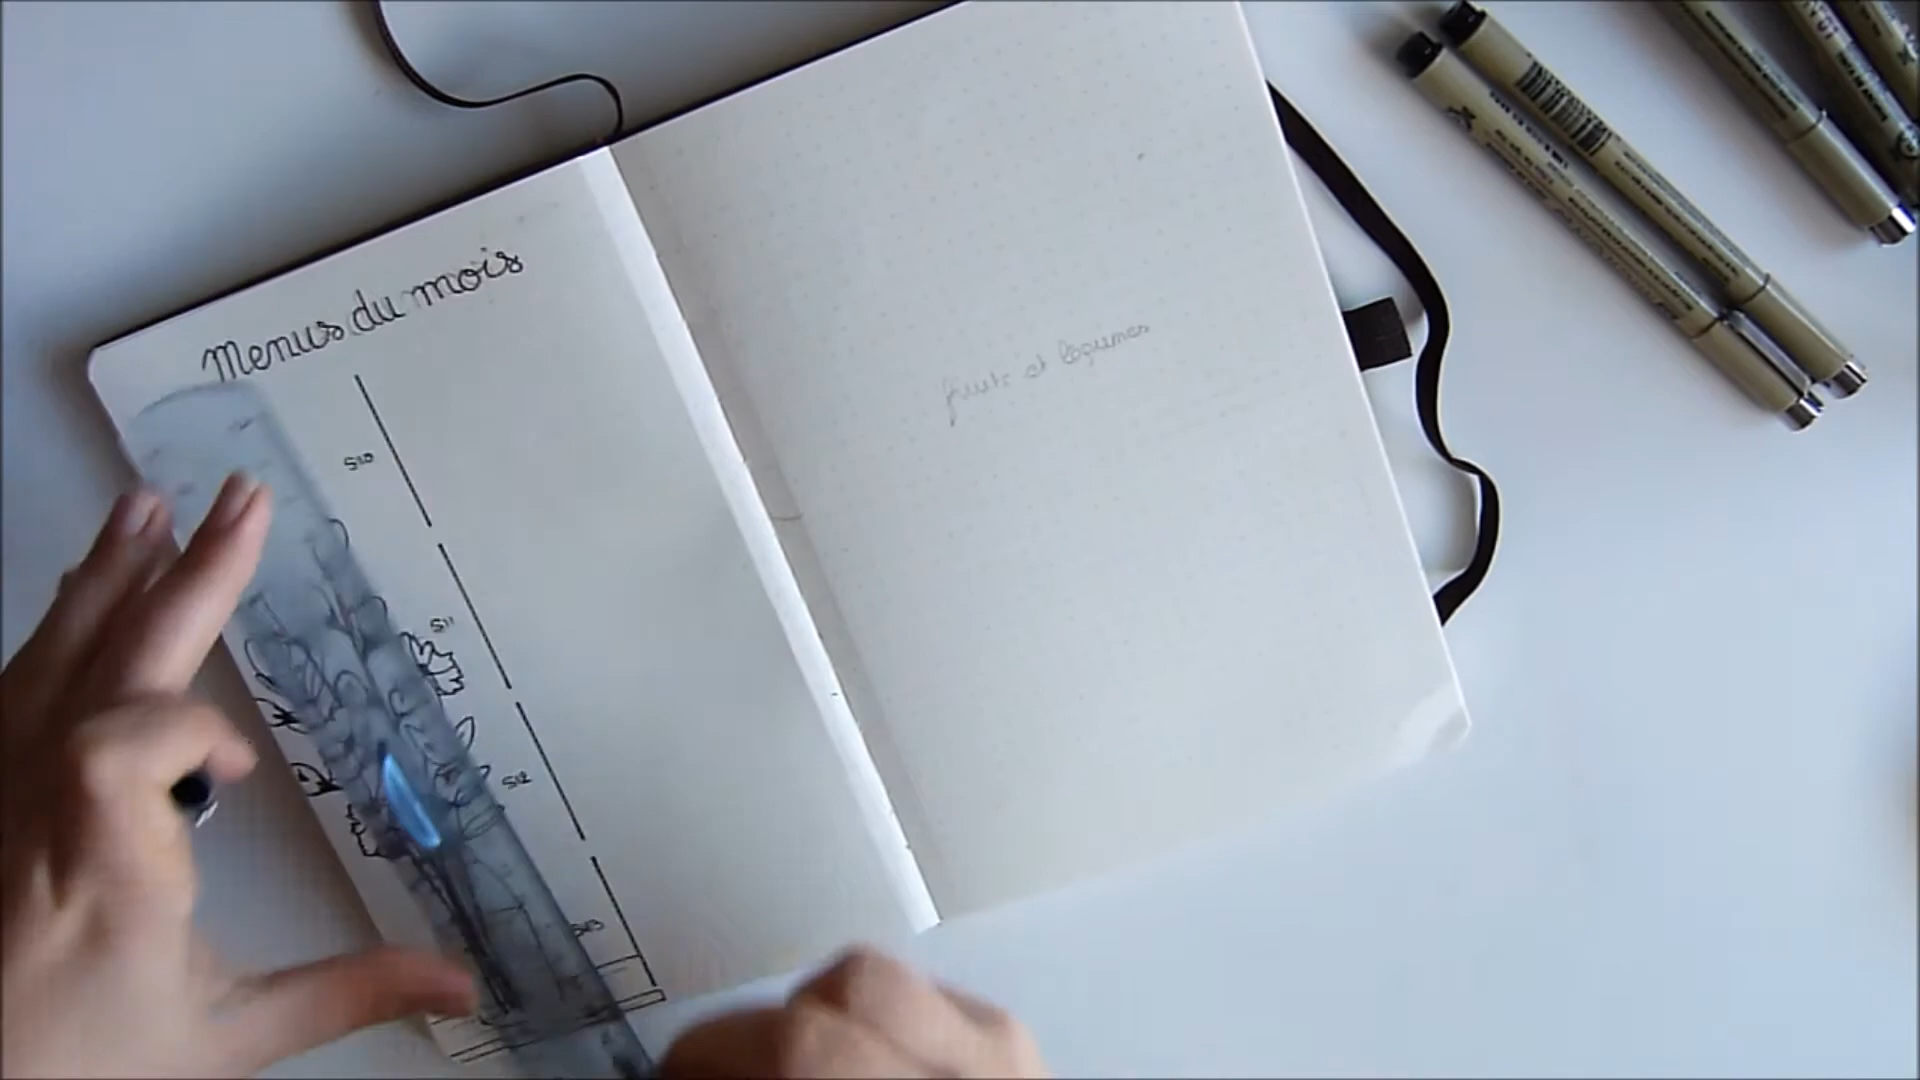 Menus du mois
S10
S11
S12
S13
fruits et légumes